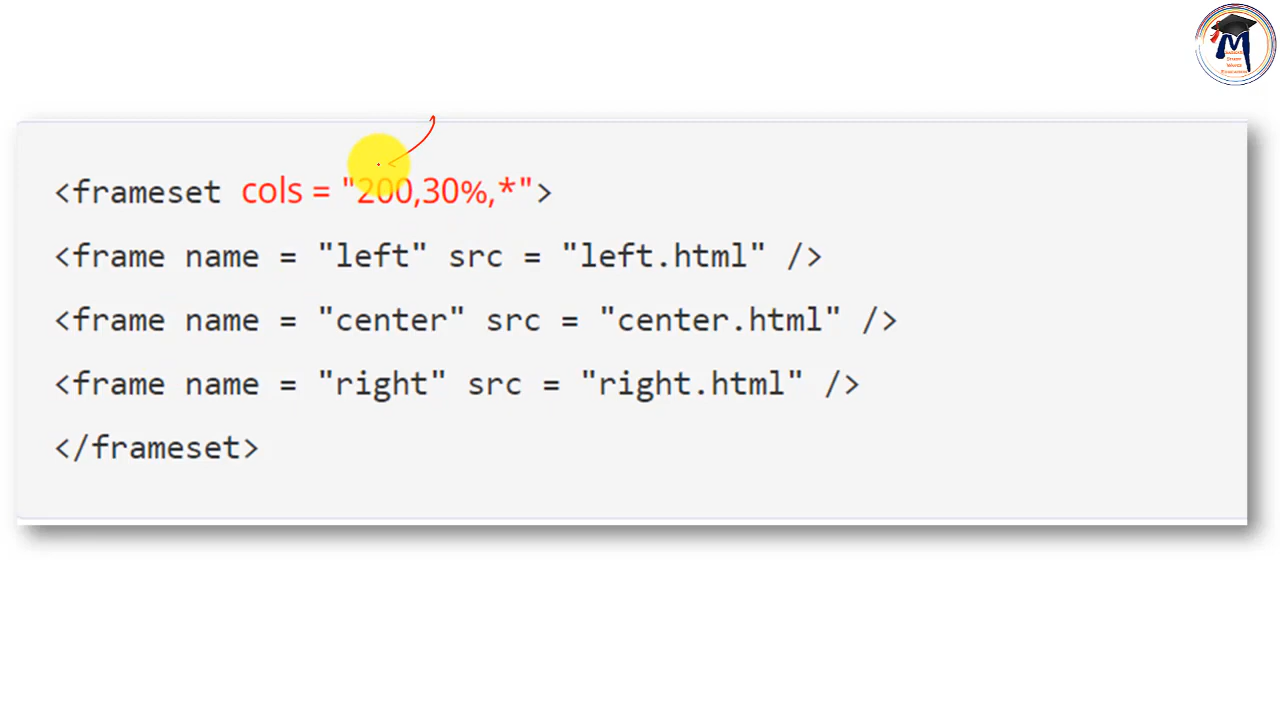 <frameset cols = "200,30%,*">
<frame name = "left" src = "left.html" />
<frame name = "center" src = "center.html" />
<frame name = "right" src = "right.html" />
</frameset>